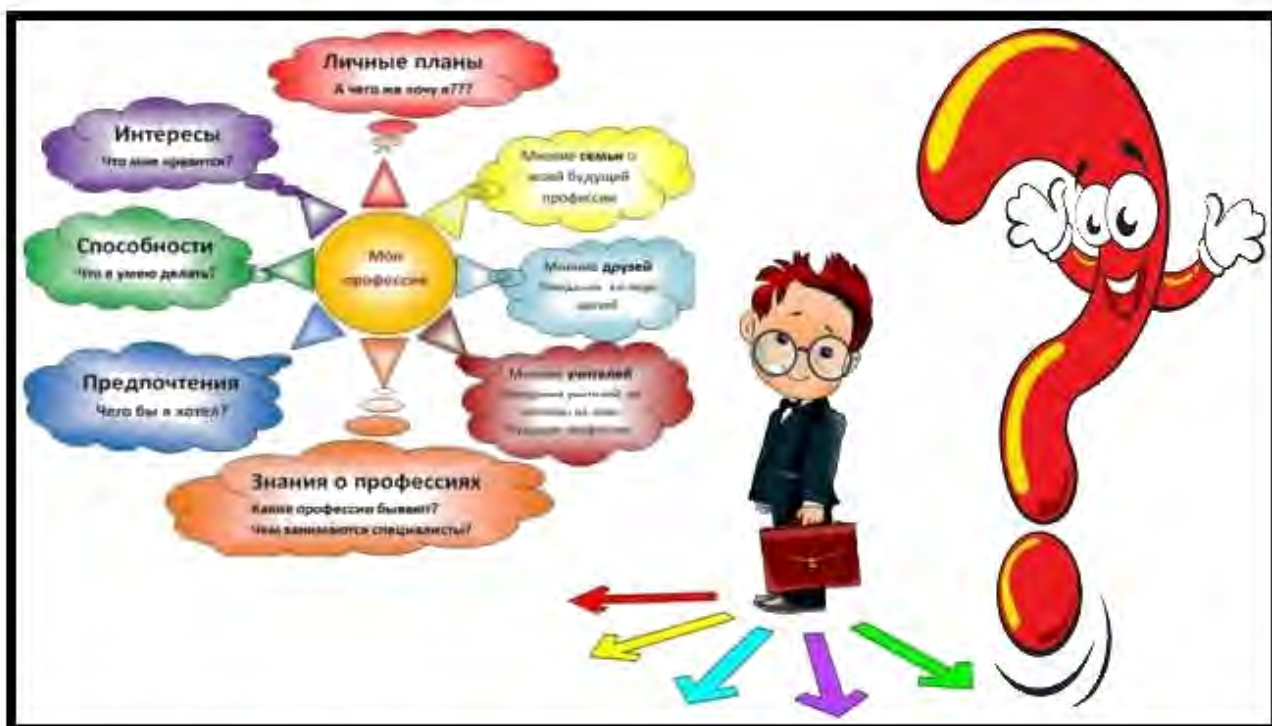 Личные планы
А чего же хочу я???
Интересы
Что мне нравится?
Мнение семьи о
моей будущей
профессии
Способности
Что я умею делать?
Моя
профессия
Мнение друзей
Предпочтения
Чего бы я хотел?
Мнение учителей
Знания о профессиях
Какие профессии бывают?
Чем занимаются специалисты?